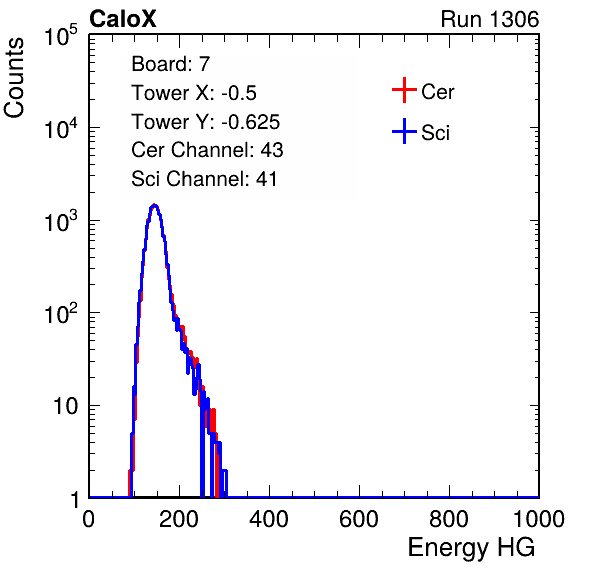 CaloX
Run 1306
Counts
Board: 7
Tower X: -0.5
Tower Y: -0.625
Cer Channel: 43
Sci Channel: 41
Cer
Sci
10^5
10^4
10^3
10^2
10
1
0 200 400 600 800 1000
Energy HG